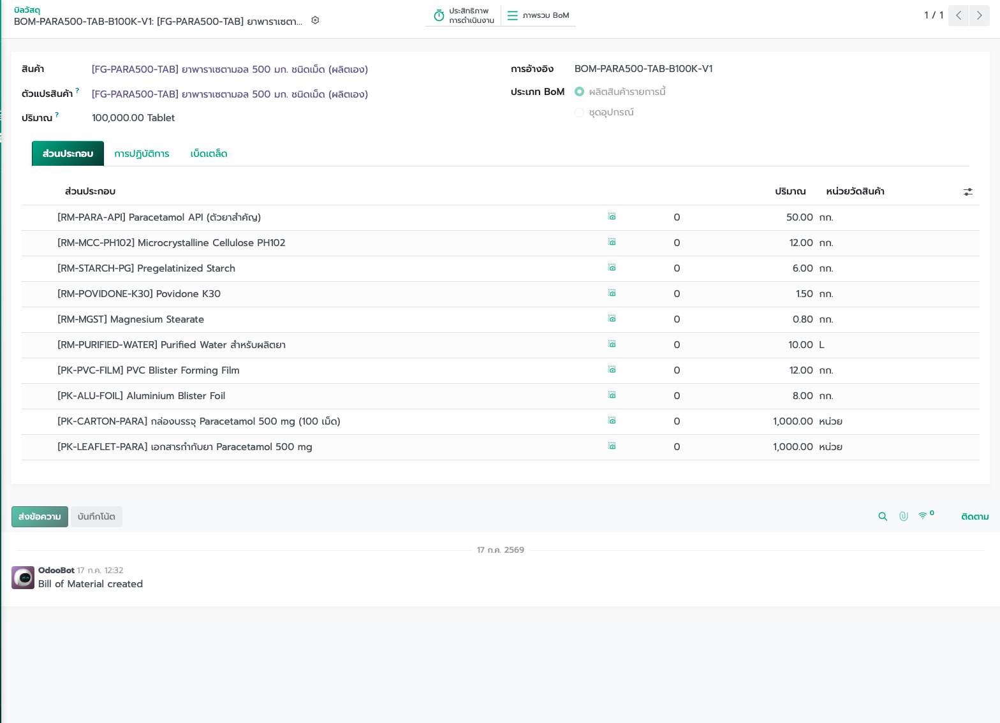 บิลวัสดุ
BOM-PARA500-TAB-B100K-V1: [FG-PARA500-TAB] ยาพาราเซตา...
ประสิทธิภาพ
การดำเนินงาน
ภาพรวม BoM
1 / 1
สินค้า [FG-PARA500-TAB] ยาพาราเซตามอล 500 มก. ชนิดเม็ด (ผลิตเอง)
การอ้างอิง BOM-PARA500-TAB-B100K-V1
ตัวแปรสินค้า ? [FG-PARA500-TAB] ยาพาราเซตามอล 500 มก. ชนิดเม็ด (ผลิตเอง)
ประเภท BoM ผลิตสินค้ารายการนี้
ชุดอุปกรณ์
ปริมาณ ? 100,000.00 Tablet
ส่วนประกอบ การปฏิบัติการ เบ็ดเตล็ด
ส่วนประกอบ ปริมาณ หน่วยวัดสินค้า
[RM-PARA-API] Paracetamol API (ตัวยาสำคัญ) 0 50.00 กก.
[RM-MCC-PH102] Microcrystalline Cellulose PH102 0 12.00 กก.
[RM-STARCH-PG] Pregelatinized Starch 0 6.00 กก.
[RM-POVIDONE-K30] Povidone K30 0 1.50 กก.
[RM-MGST] Magnesium Stearate 0 0.80 กก.
[RM-PURIFIED-WATER] Purified Water สำหรับผลิตยา 0 10.00 L
[PK-PVC-FILM] PVC Blister Forming Film 0 12.00 กก.
[PK-ALU-FOIL] Aluminium Blister Foil 0 8.00 กก.
[PK-CARTON-PARA] กล่องบรรจุ Paracetamol 500 mg (100 เม็ด) 0 1,000.00 หน่วย
[PK-LEAFLET-PARA] เอกสารกำกับยา Paracetamol 500 mg 0 1,000.00 หน่วย
ส่งข้อความ บันทึกโน้ต 0 ติดตาม
17 ก.ค. 2569
OdooBot 17 ก.ค. 12:32
Bill of Material created